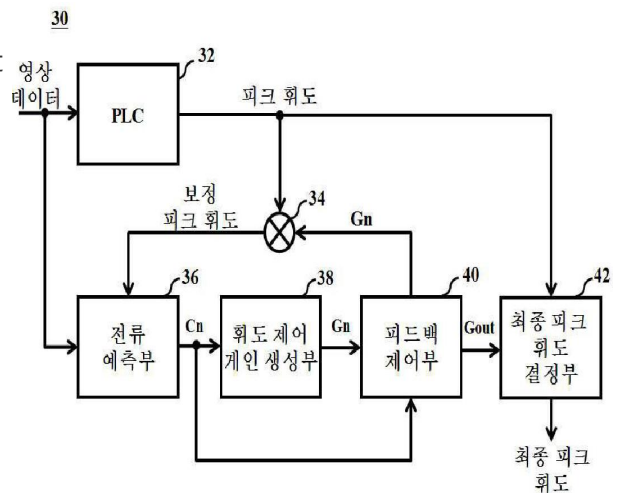 30
영상
데이터
32
PLC
피크 휘도
34
보정
피크 휘도
Gn
36
전류
예측부
Cn
38
휘도 제어
게인 생성부
Gn
40
피드백
제어부
Gout
42
최종 피크
휘도
결정부
최종 피크
휘도